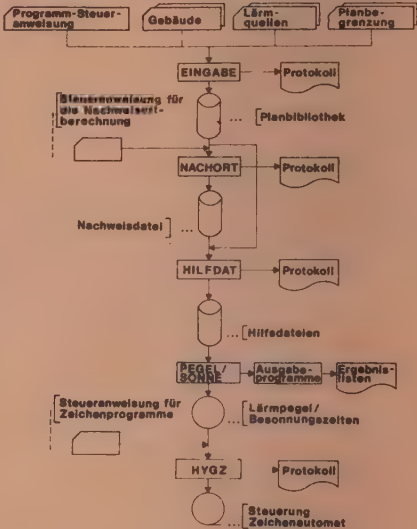 Programm-Steuer-
anweisung
Gebäude
Lärm-
quellen
Planbe-
grenzung
EINGABE
Protokoll
Steueranweisung für
die Nachweisort-
berechnung
... Planbibliothek
NACHORT
Protokoll
Nachweisdatei ...
HILFDAT
Protokoll
... Hilfsdateien
PEGEL/
SONNE
Ausgabe-
programme
Ergebnis-
listen
Steueranweisung für
Zeichenprogramme
... Lärmpegel/
Besonnungszeiten
HYGZ
Protokoll
... Steuerung
Zeichenautomat